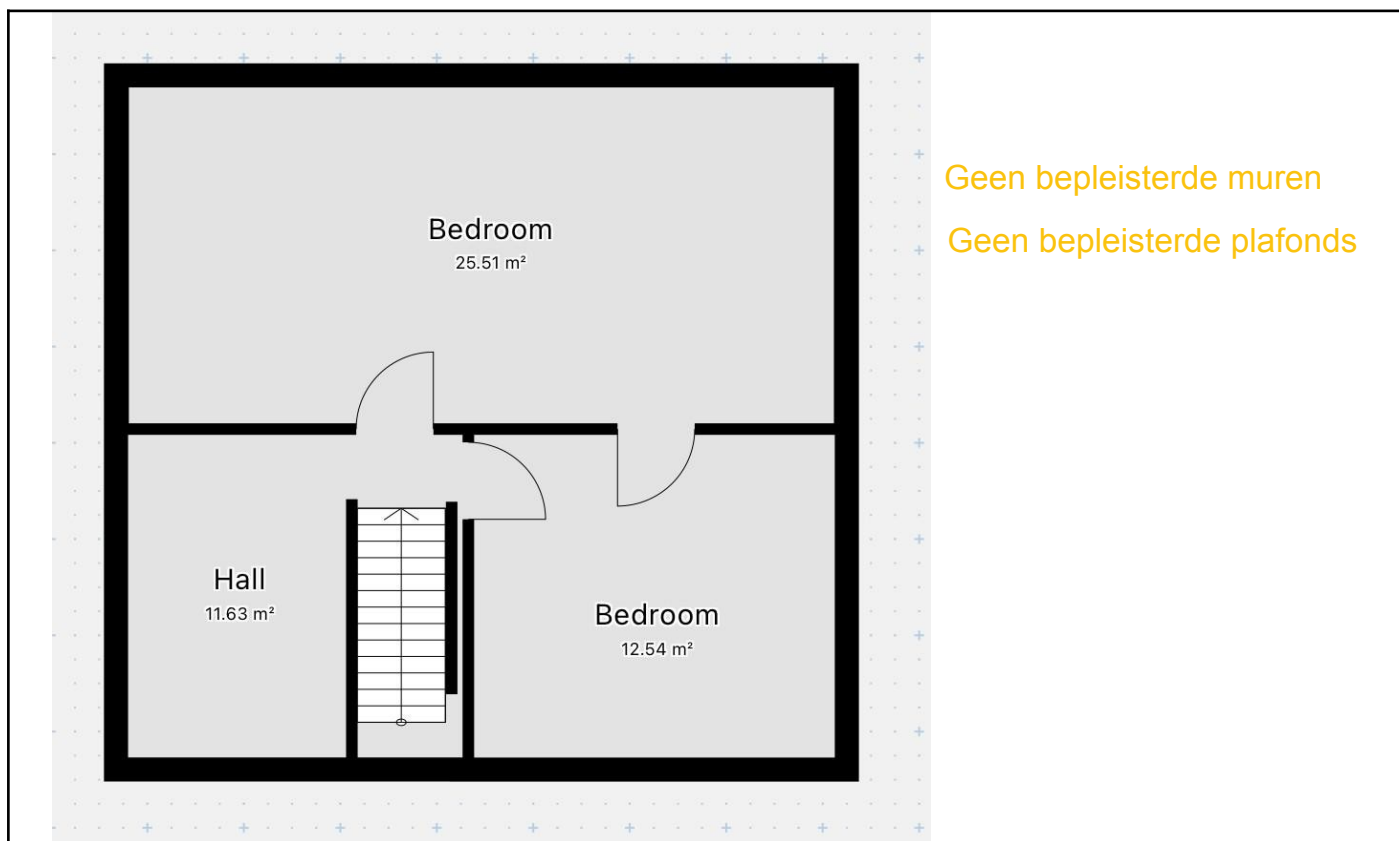 Bedroom
25.51 m²
Geen bepleisterde muren
Geen bepleisterde plafonds
Hall
11.63 m²
Bedroom
12.54 m²